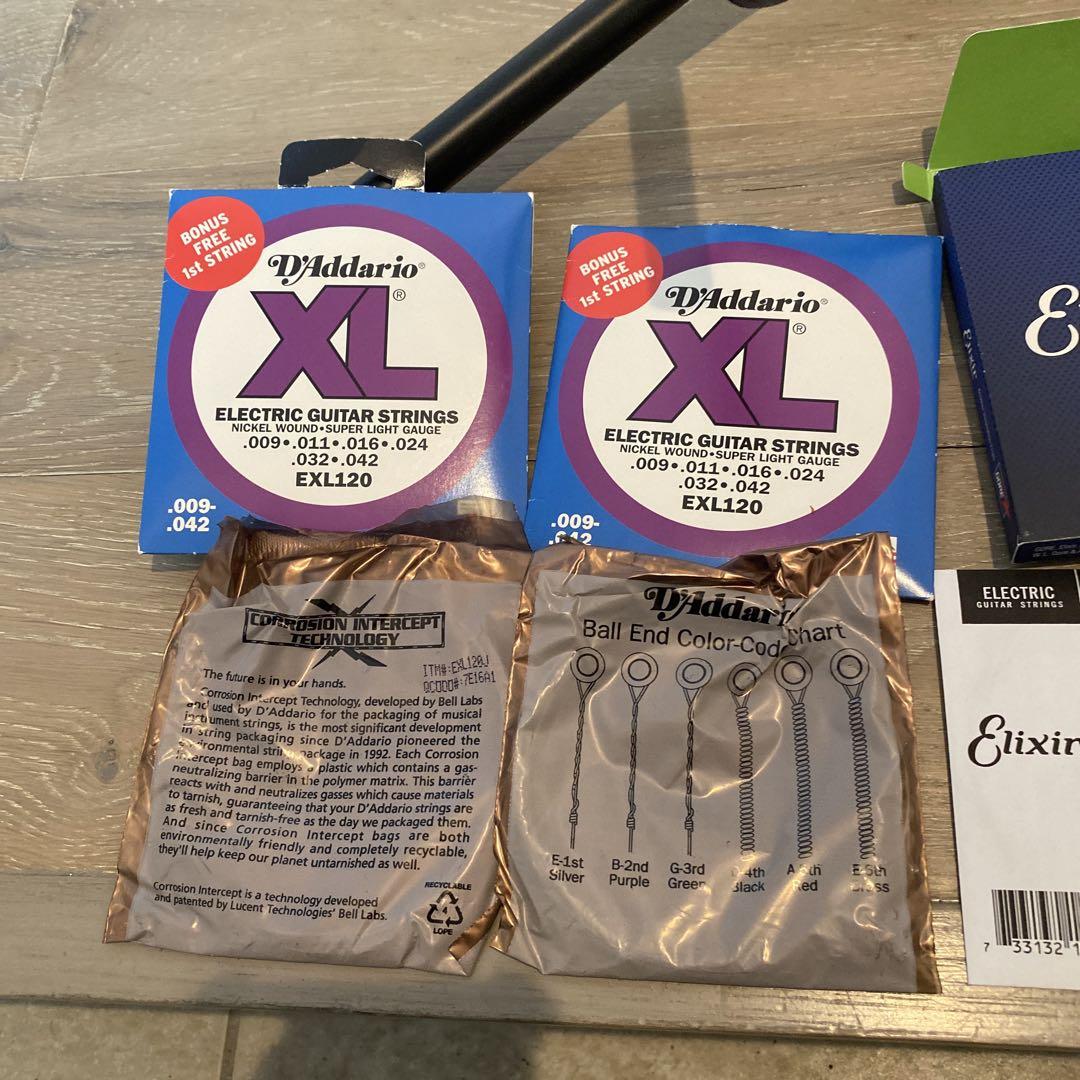 BONUS
FREE
1st STRING
D'Addario®
XL®
ELECTRIC GUITAR STRINGS
NICKEL WOUND•SUPER LIGHT GAUGE
.009•.011•.016•.024
.032•.042
EXL120
.009-
.042
BONUS
FREE
1st STRING
D'Addario®
XL®
ELECTRIC GUITAR STRINGS
NICKEL WOUND•SUPER LIGHT GAUGE
.009•.011•.016•.024
.032•.042
EXL120
.009-
.042
Elixir
CORROSION INTERCEPT
TECHNOLOGY
ITM#:EXL120J
The future is in your hands.
Corrosion Intercept Technology, developed by Bell Labs
and used by D'Addario for the packaging of musical
instrument strings, is the most significant development
in string packaging since D'Addario pioneered the
environmental string package in 1992. Each Corrosion
Intercept bag employs a plastic which contains a gas-
neutralizing barrier in the polymer matrix. This barrier
reacts with and neutralizes gasses which cause materials
to tarnish, guaranteeing that your D'Addario strings are
as fresh and tarnish-free as the day we packaged them.
And since Corrosion Intercept bags are both
environmentally friendly and completely recyclable,
they'll help keep our planet untarnished as well.
Corrosion Intercept is a technology developed
and patented by Lucent Technologies' Bell Labs.
RECYCLABLE
4
LDPE
D'Addario
Ball End Color-Code Chart
E-1st B-2nd G-3rd D-4th A-5th
Silver Purple Green Black Red Brass
ELECTRIC
GUITAR STRINGS
Elixir
7 33132 1